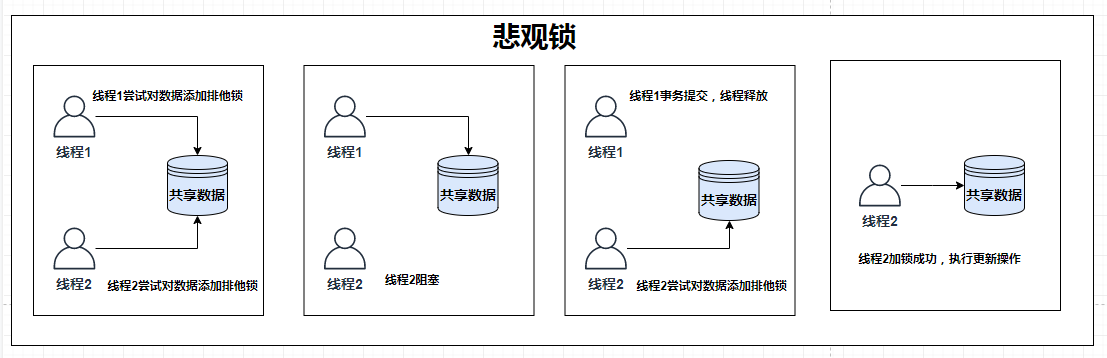 悲观锁
线程1尝试对数据添加排他锁
线程1
共享数据
线程2
线程2尝试对数据添加排他锁
线程1
共享数据
线程2
线程2阻塞
线程1事务提交，线程释放
线程1
共享数据
线程2
线程2尝试对数据添加排他锁
共享数据
线程2
线程2加锁成功，执行更新操作